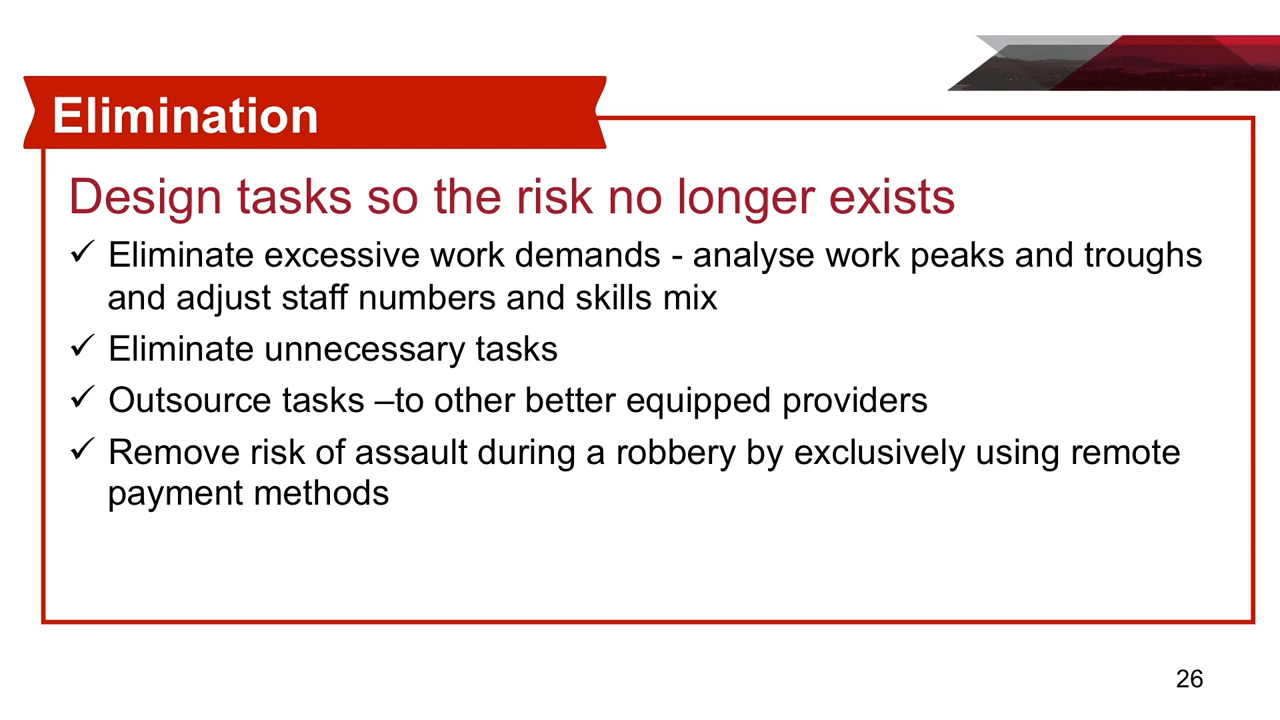 Elimination
Design tasks so the risk no longer exists
✓ Eliminate excessive work demands - analyse work peaks and troughs
and adjust staff numbers and skills mix
✓ Eliminate unnecessary tasks
✓ Outsource tasks –to other better equipped providers
✓ Remove risk of assault during a robbery by exclusively using remote
payment methods
26